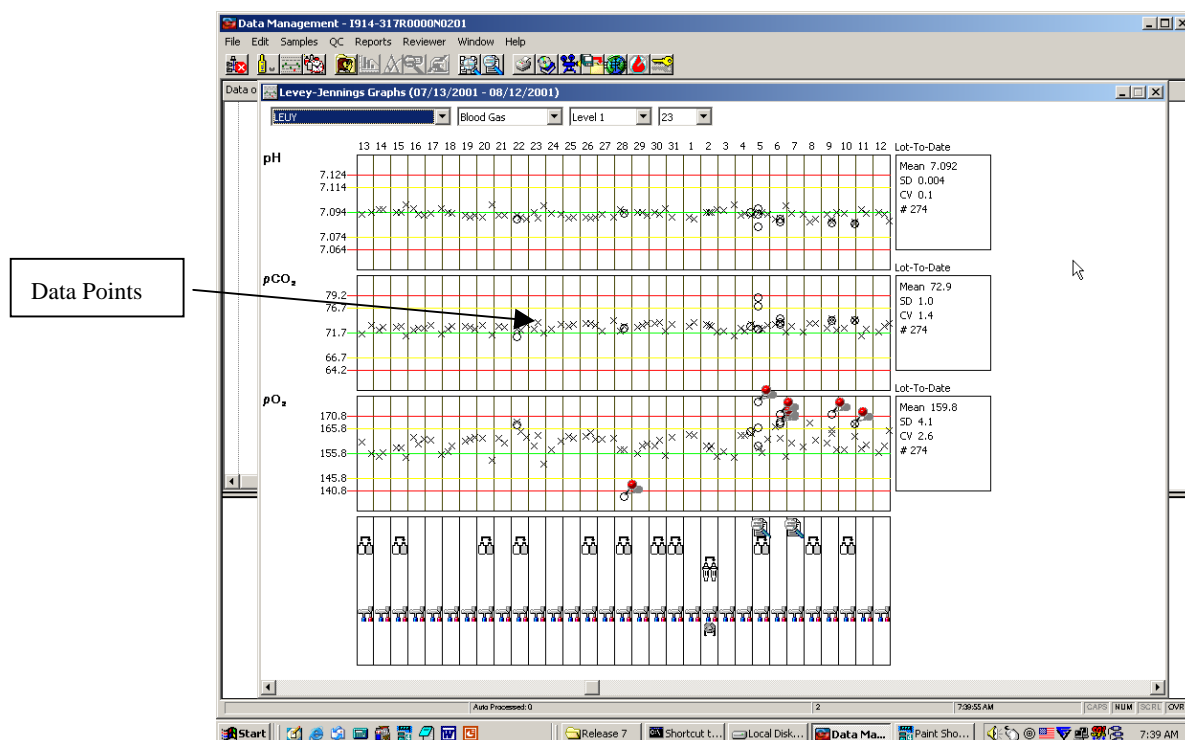 Data Management - I914-317R0000N0201
File Edit Samples QC Reports Reviewer Window Help
Data o
Levey-Jennings Graphs (07/13/2001 - 08/12/2001)
LEUY Blood Gas Level 1 23
13 14 15 16 17 18 19 20 21 22 23 24 25 26 27 28 29 30 31 1 2 3 4 5 6 7 8 9 10 11 12 Lot-To-Date
pH
7.124
7.114
7.094
7.074
7.064
Mean 7.092
SD 0.004
CV 0.1
# 274
Data Points
Lot-To-Date
pCO₂
79.2
76.7
71.7
66.7
64.2
Mean 72.9
SD 1.0
CV 1.4
# 274
Lot-To-Date
pO₂
170.8
165.8
155.8
145.8
140.8
Mean 159.8
SD 4.1
CV 2.6
# 274
Auto Processed: 0 2 7:39:55 AM CAPS NUM SCRL OVR
Start Release 7 Shortcut t... Local Disk... Data Ma... Paint Sho... 7:39 AM